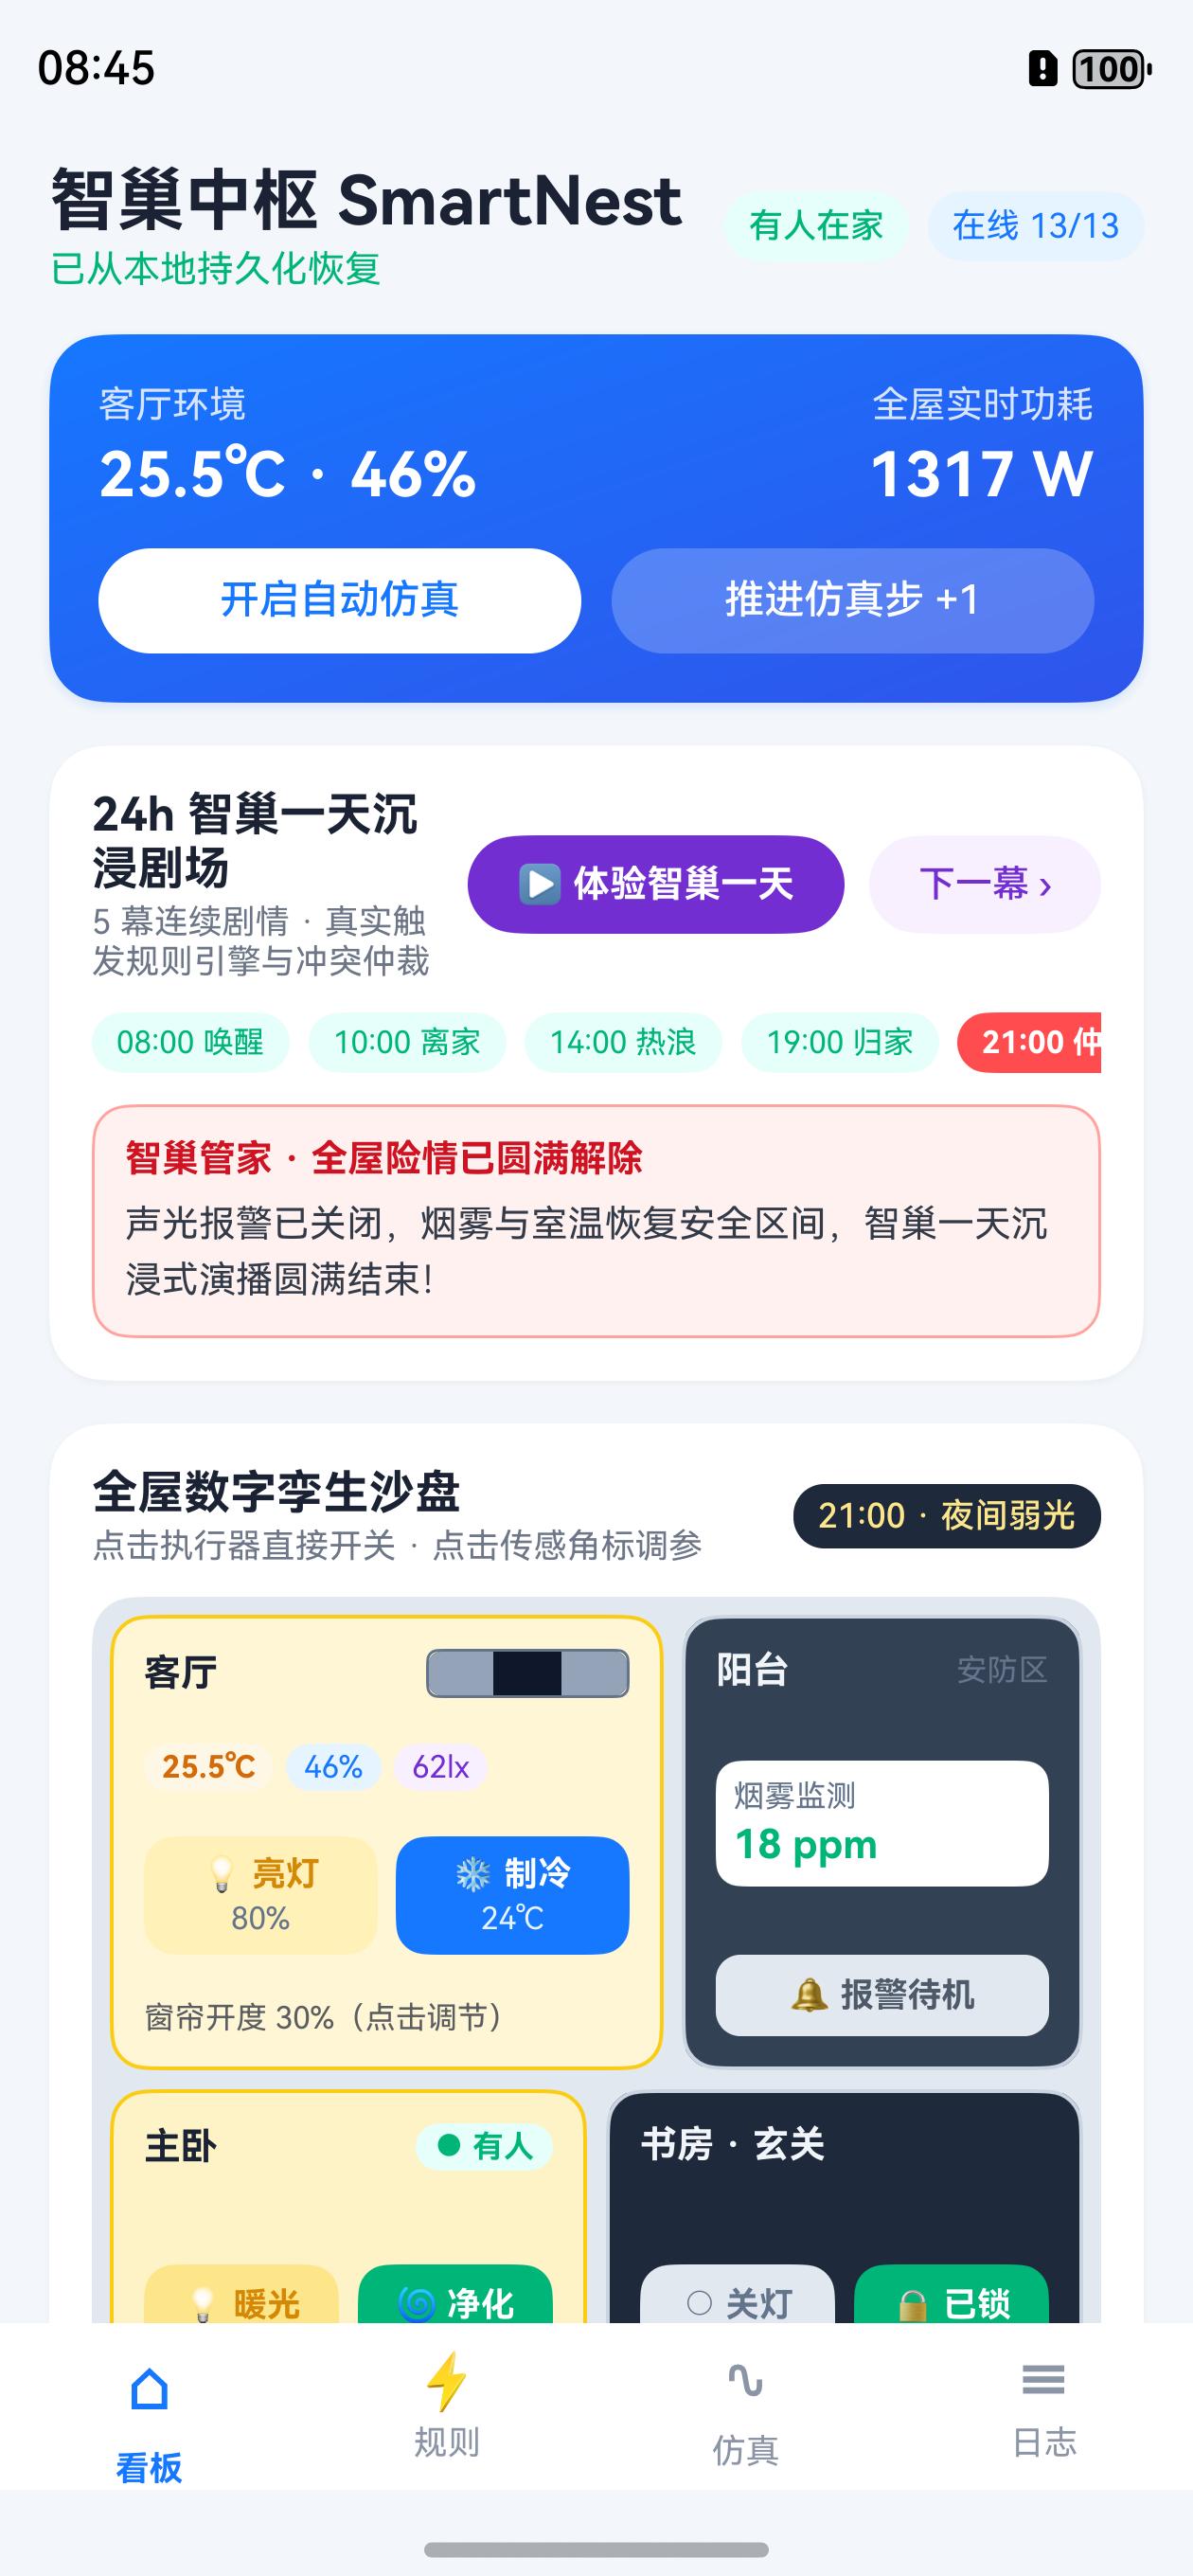 08:45
100
智巢中枢 SmartNest
已从本地持久化恢复
有人在家
在线 13/13
客厅环境
25.5℃ · 46%
全屋实时功耗
1317 W
开启自动仿真
推进仿真步 +1
24h 智巢一天沉
浸剧场
5 幕连续剧情 · 真实触
发规则引擎与冲突仲裁
体验智巢一天
下一幕 ›
08:00 唤醒
10:00 离家
14:00 热浪
19:00 归家
21:00 仲
智巢管家 · 全屋险情已圆满解除
声光报警已关闭，烟雾与室温恢复安全区间，智巢一天沉
浸式演播圆满结束！
全屋数字孪生沙盘
点击执行器直接开关 · 点击传感角标调参
21:00 · 夜间弱光
客厅
25.5℃
46%
62lx
亮灯
80%
制冷
24℃
窗帘开度 30%（点击调节）
阳台
安防区
烟雾监测
18 ppm
报警待机
主卧
有人
暖光
净化
书房 · 玄关
关灯
已锁
看板
规则
仿真
日志